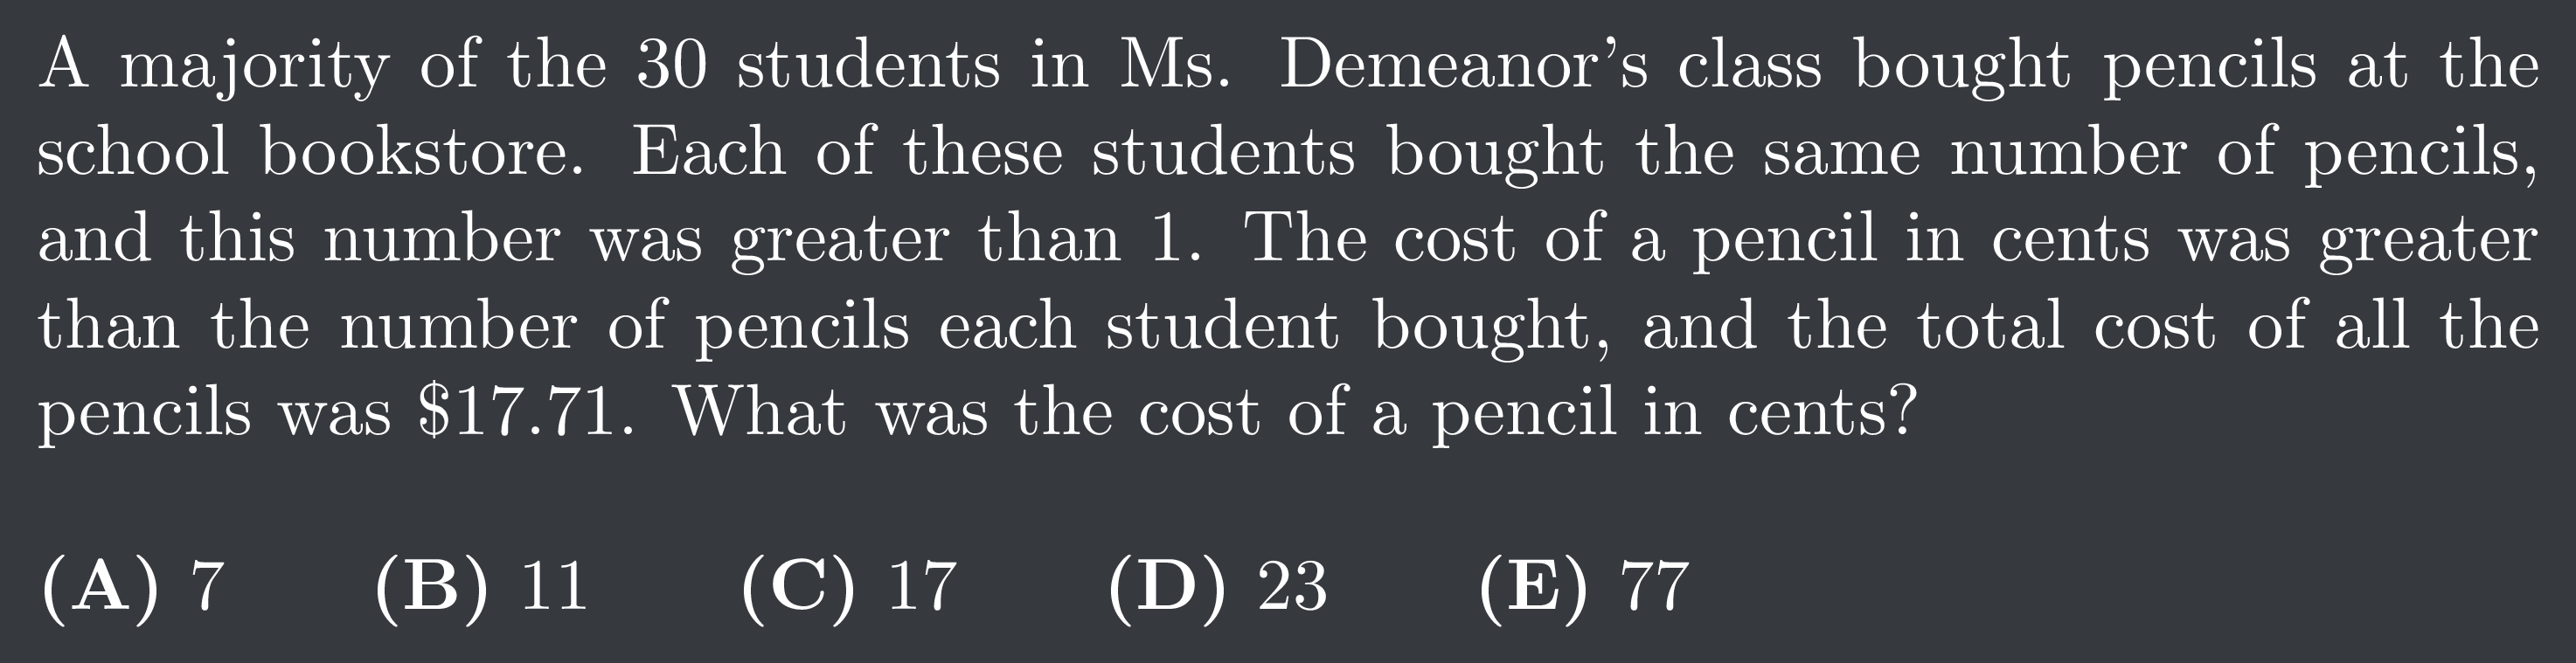 A majority of the 30 students in Ms. Demeanor's class bought pencils at the
school bookstore. Each of these students bought the same number of pencils,
and this number was greater than 1. The cost of a pencil in cents was greater
than the number of pencils each student bought, and the total cost of all the
pencils was $17.71. What was the cost of a pencil in cents?
(A) 7 (B) 11 (C) 17 (D) 23 (E) 77